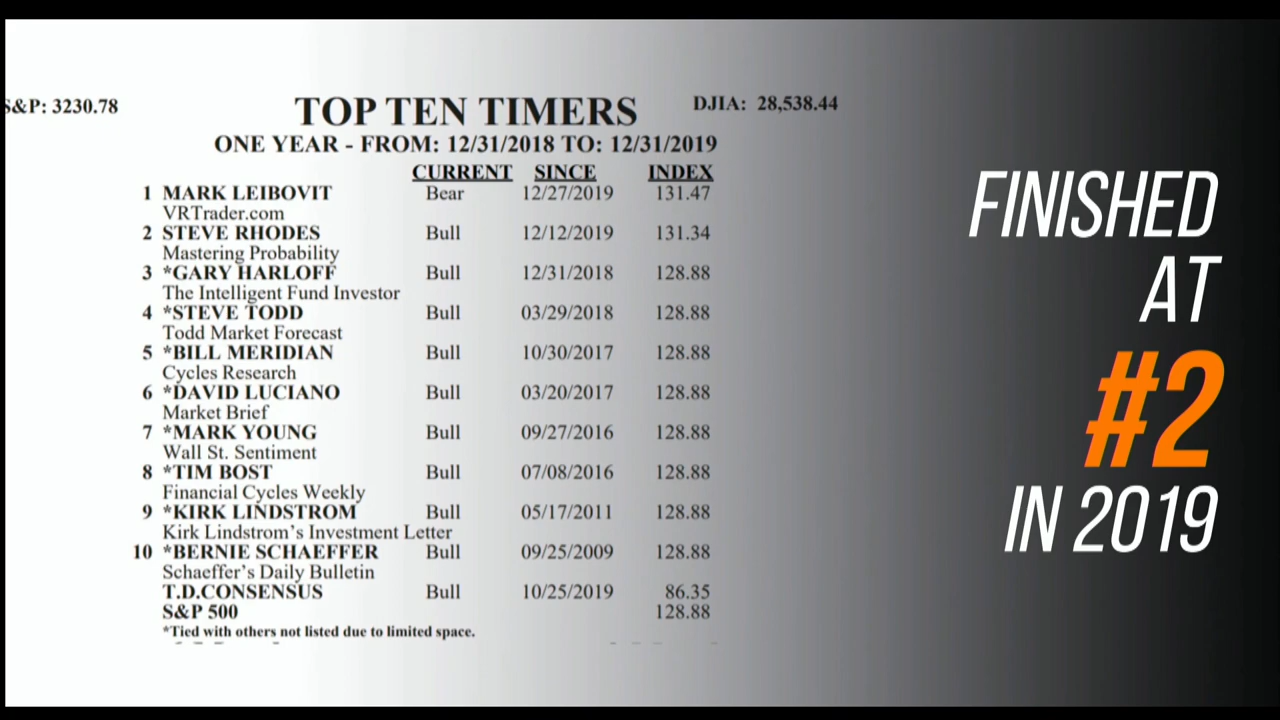 S&P: 3230.78
TOP TEN TIMERS
DJIA: 28,538.44
ONE YEAR - FROM: 12/31/2018 TO: 12/31/2019
CURRENT SINCE INDEX
1 MARK LEIBOVIT Bear 12/27/2019 131.47
VRTrader.com
2 STEVE RHODES Bull 12/12/2019 131.34
Mastering Probability
3 *GARY HARLOFF Bull 12/31/2018 128.88
The Intelligent Fund Investor
4 *STEVE TODD Bull 03/29/2018 128.88
Todd Market Forecast
5 *BILL MERIDIAN Bull 10/30/2017 128.88
Cycles Research
6 *DAVID LUCIANO Bull 03/20/2017 128.88
Market Brief
7 *MARK YOUNG Bull 09/27/2016 128.88
Wall St. Sentiment
8 *TIM BOST Bull 07/08/2016 128.88
Financial Cycles Weekly
9 *KIRK LINDSTROM Bull 05/17/2011 128.88
Kirk Lindstrom's Investment Letter
10 *BERNIE SCHAEFFER Bull 09/25/2009 128.88
Schaeffer's Daily Bulletin
T.D.CONSENSUS Bull 10/25/2019 86.35
S&P 500 128.88
*Tied with others not listed due to limited space.
FINISHED
AT
#2
IN 2019